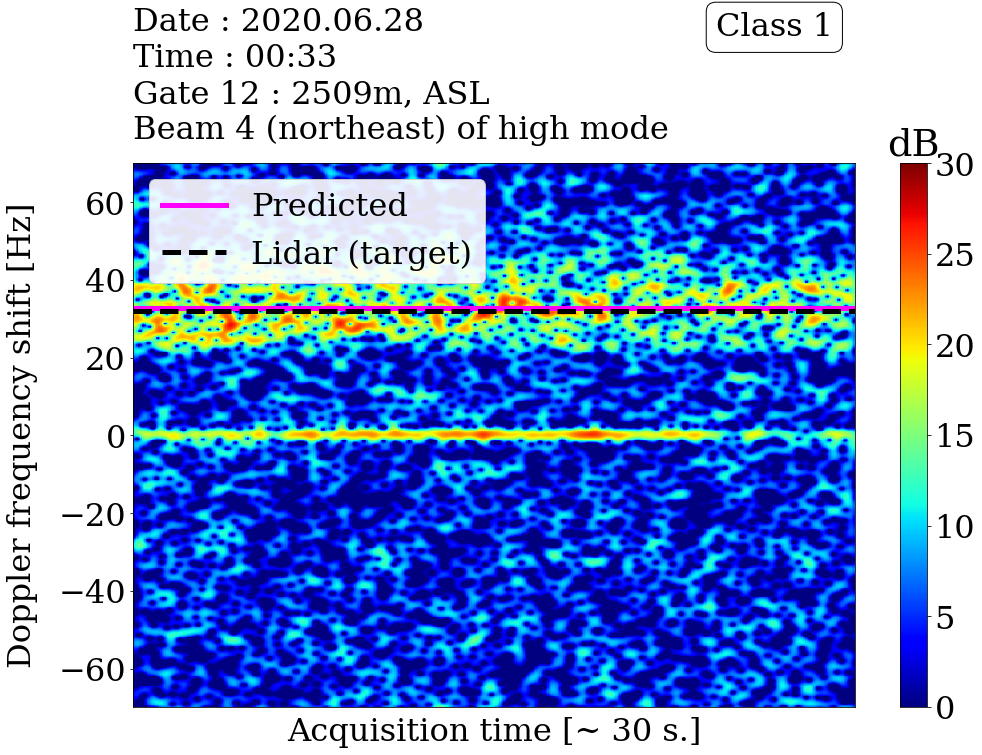 Date : 2020.06.28
Time : 00:33
Gate 12 : 2509m, ASL
Beam 4 (northeast) of high mode
Class 1
dB
Predicted
Lidar (target)
Doppler frequency shift [Hz]
60
40
20
0
−20
−40
−60
Acquisition time [~ 30 s.]
30
25
20
15
10
5
0